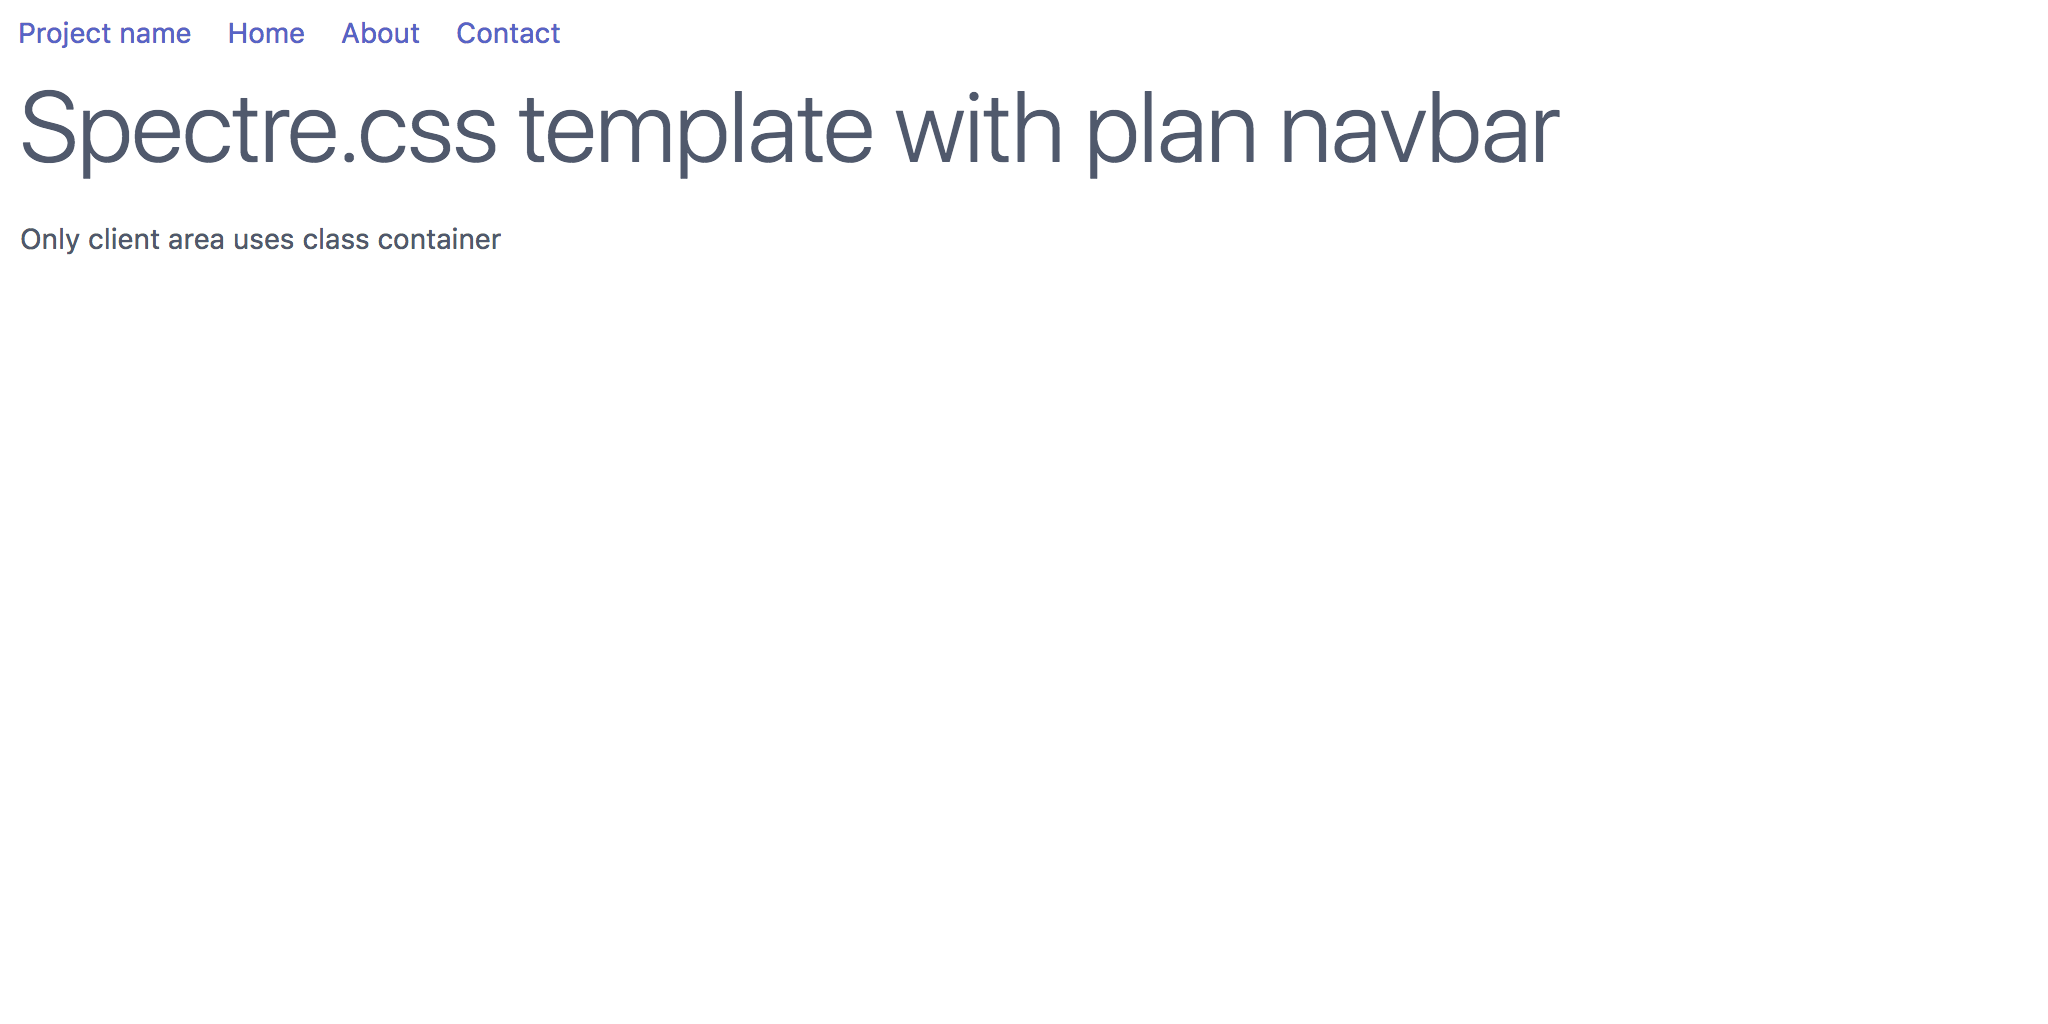 Project name Home About Contact
Spectre.css template with plan navbar
Only client area uses class container